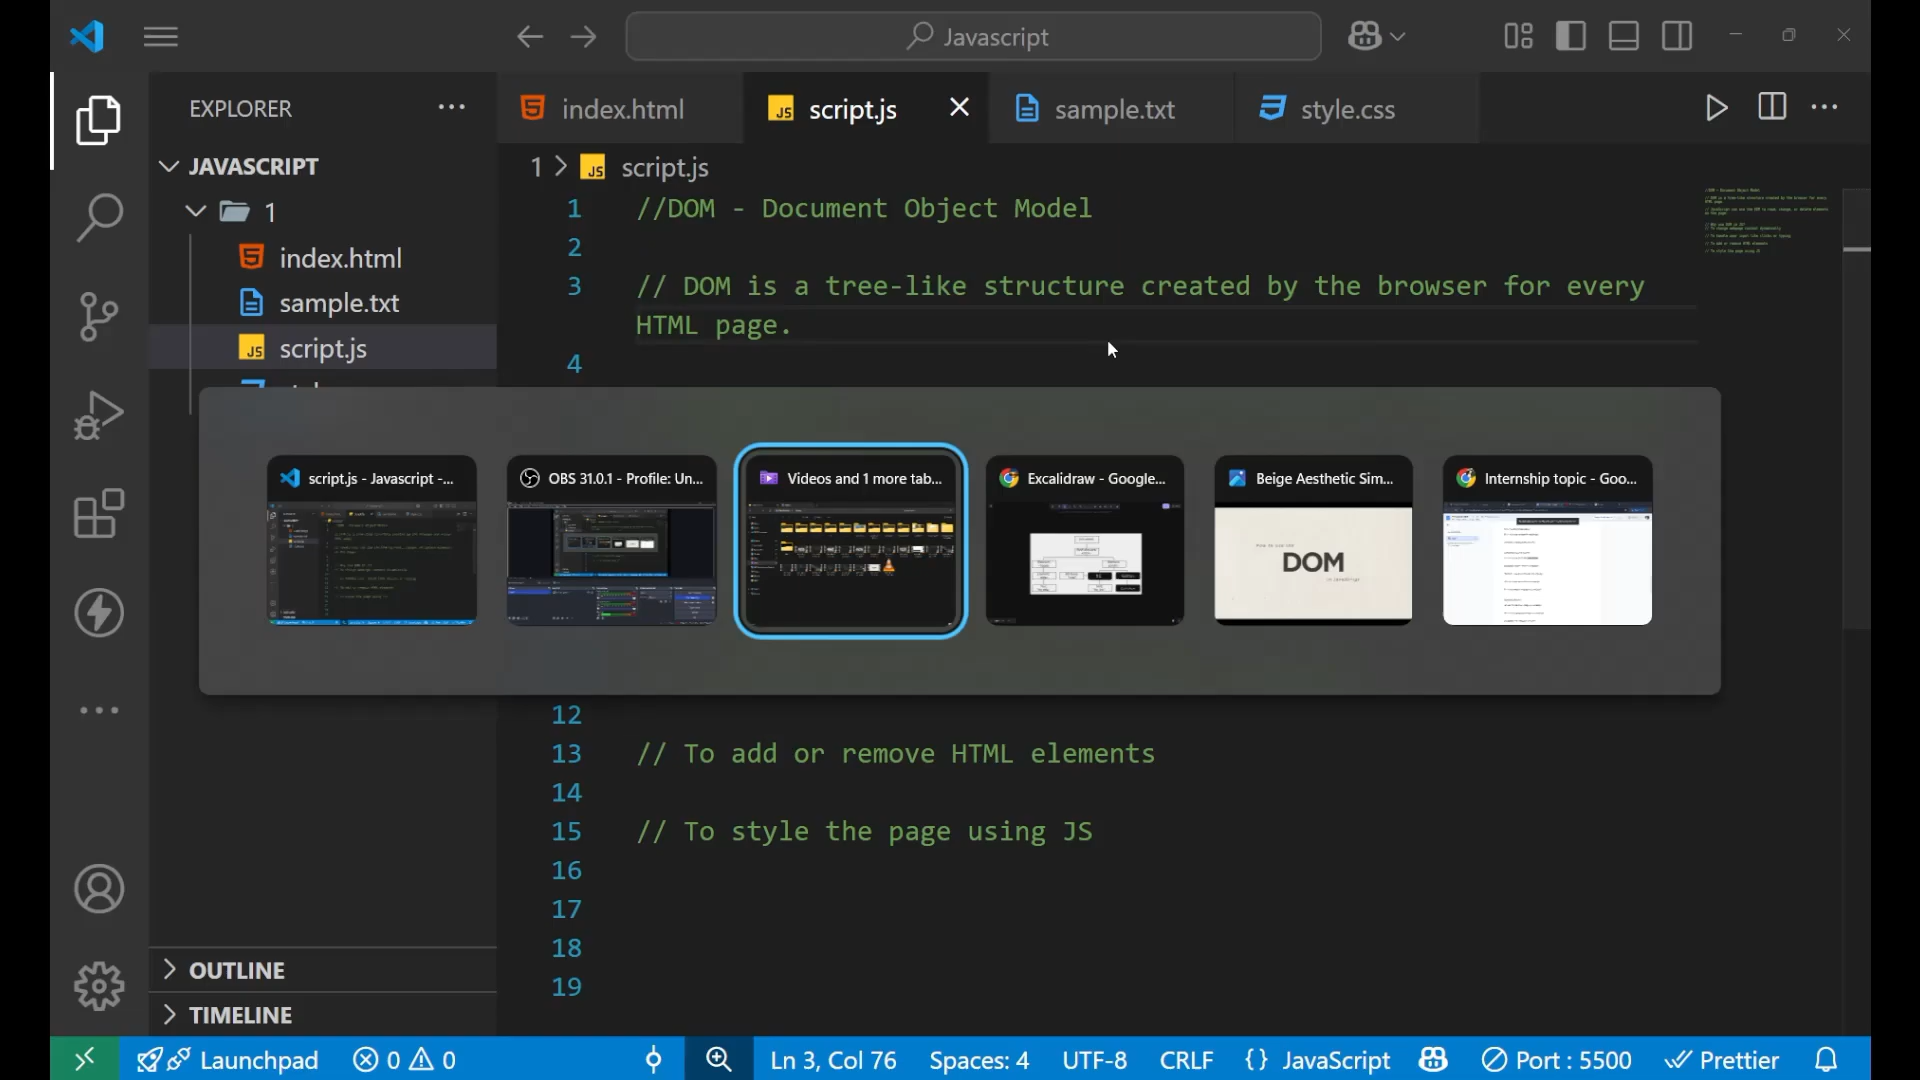 Javascript
EXPLORER
index.html
script.js
sample.txt
style.css
JAVASCRIPT
1
index.html
sample.txt
script.js
1 > script.js
1 //DOM - Document Object Model
2
3 // DOM is a tree-like structure created by the browser for every
HTML page.
4
script.js - Javascript -...
OBS 31.0.1 - Profile: Un...
Videos and 1 more tab...
Excalidraw - Google...
Beige Aesthetic Sim...
Internship topic - Goo...
DOM
12
13 // To add or remove HTML elements
14
15 // To style the page using JS
16
17
18
19
OUTLINE
TIMELINE
Launchpad
0
0
Ln 3, Col 76
Spaces: 4
UTF-8
CRLF
{} JavaScript
Port : 5500
Prettier